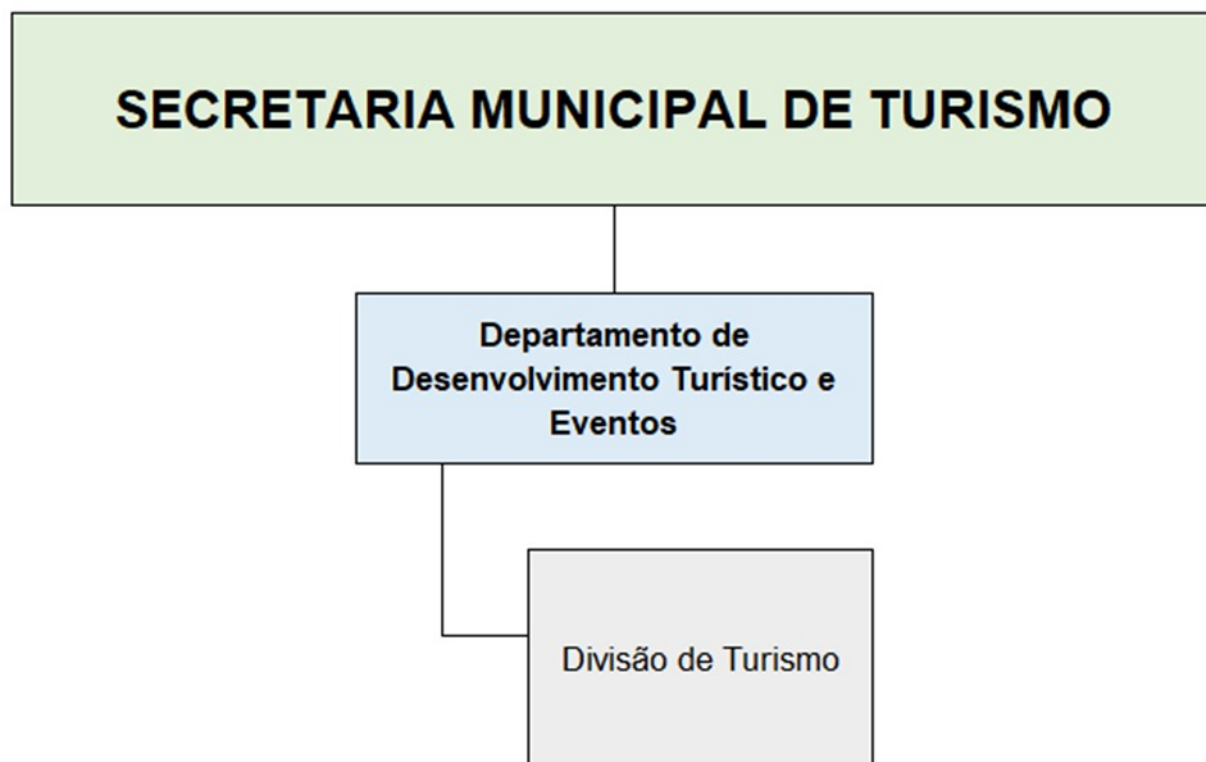 SECRETARIA MUNICIPAL DE TURISMO
Departamento de
Desenvolvimento Turístico e
Eventos
Divisão de Turismo